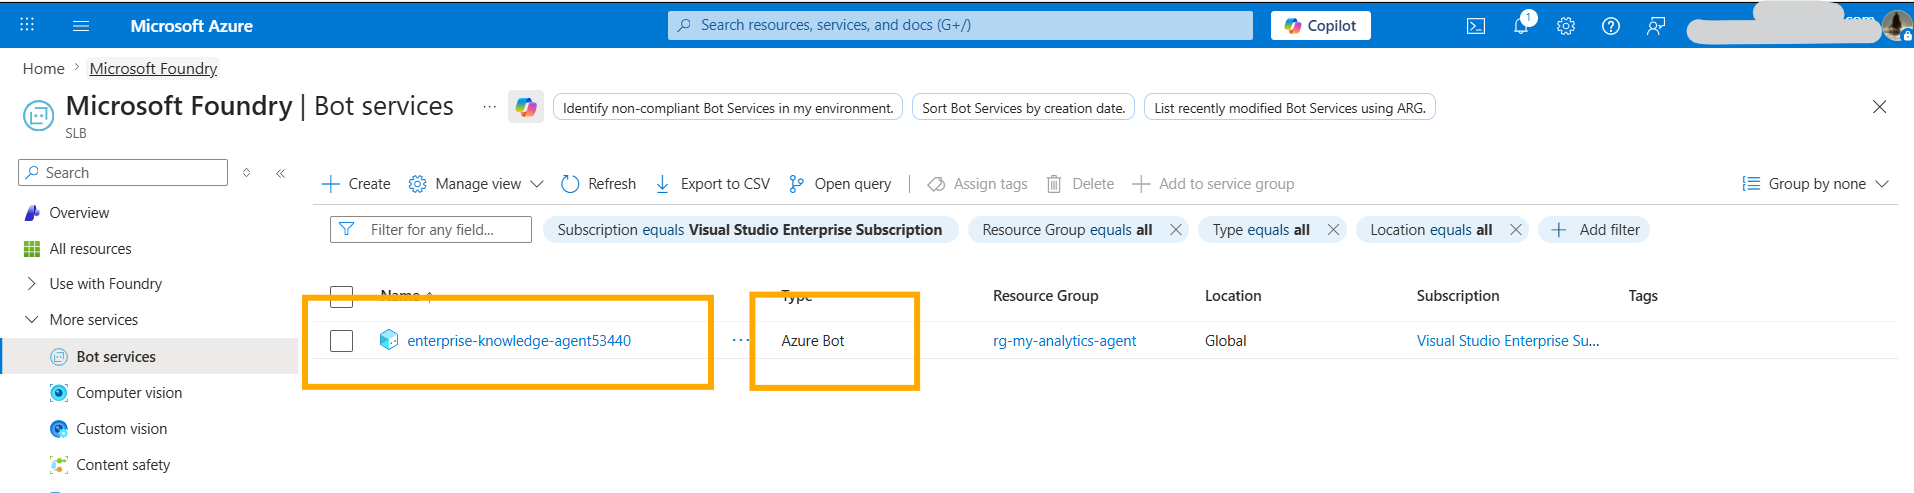 Microsoft Azure
Search resources, services, and docs (G+/)
Copilot
1
Home > Microsoft Foundry
Microsoft Foundry | Bot services
SLB
Identify non-compliant Bot Services in my environment.
Sort Bot Services by creation date.
List recently modified Bot Services using ARG.
Search
Overview
All resources
Use with Foundry
More services
Bot services
Computer vision
Custom vision
Content safety
Create
Manage view
Refresh
Export to CSV
Open query
Assign tags
Delete
Add to service group
Group by none
Filter for any field...
Subscription equals Visual Studio Enterprise Subscription
Resource Group equals all
Type equals all
Location equals all
Add filter
Name ↑ Type Resource Group Location Subscription Tags
enterprise-knowledge-agent53440 ... Azure Bot rg-my-analytics-agent Global Visual Studio Enterprise Su...